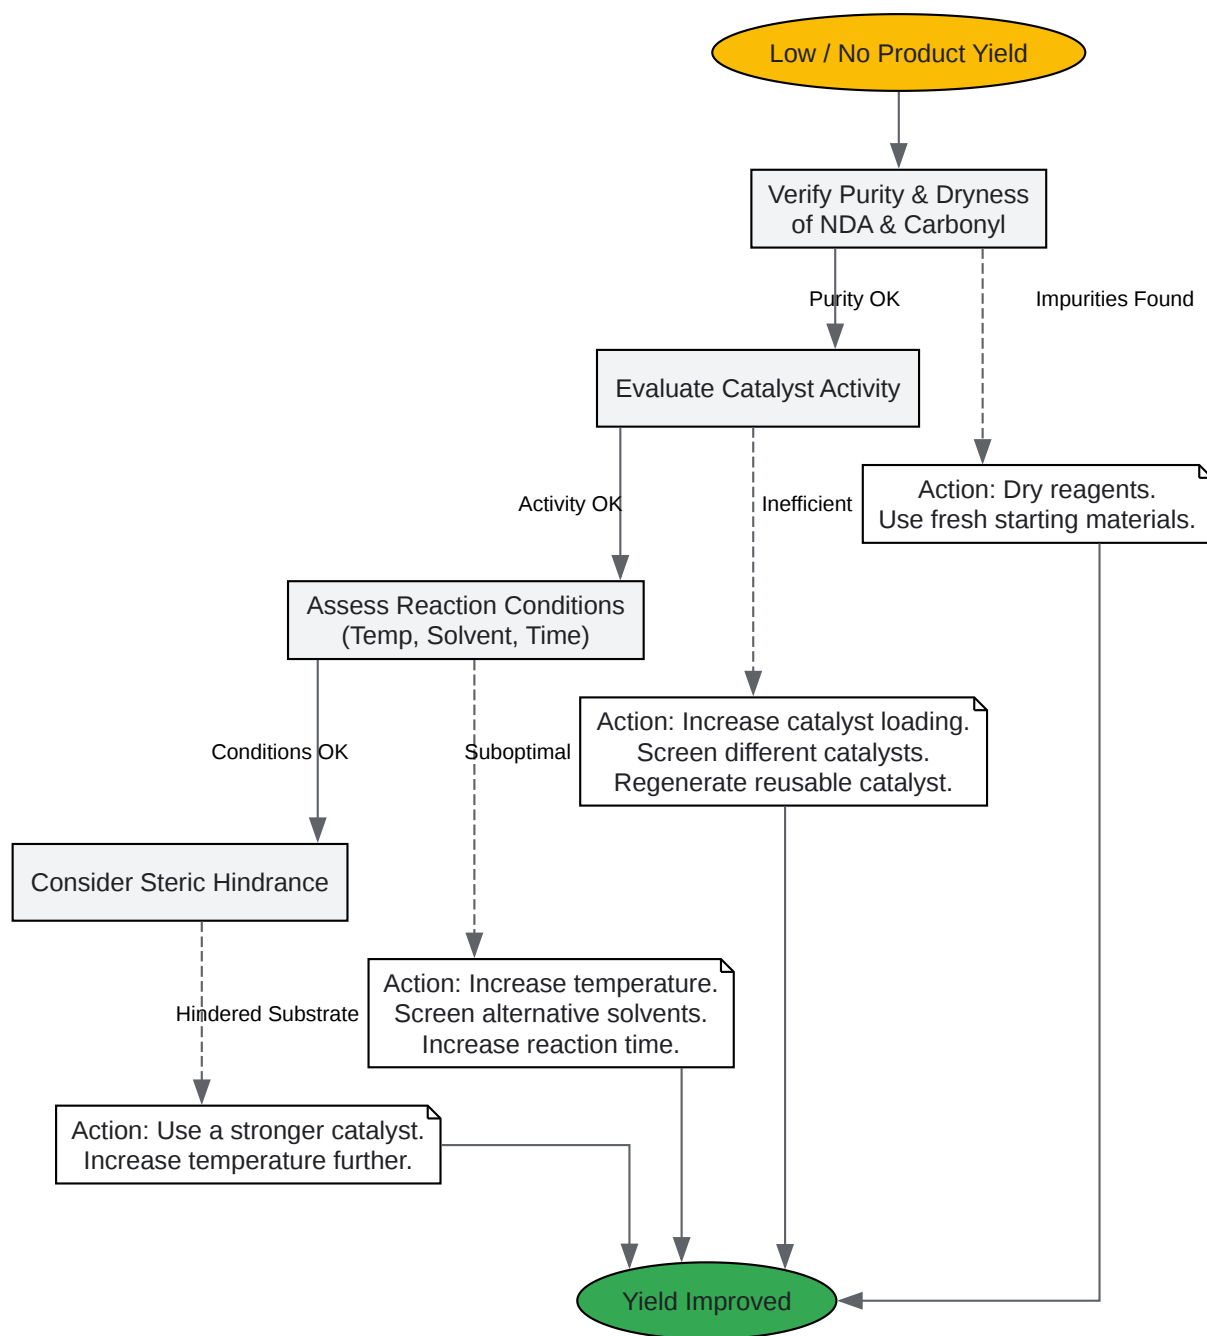 Low / No Product Yield
Verify Purity & Dryness
of NDA & Carbonyl
Purity OK
Impurities Found
Evaluate Catalyst Activity
Action: Dry reagents.
Use fresh starting materials.
Activity OK
Inefficient
Assess Reaction Conditions
(Temp, Solvent, Time)
Action: Increase catalyst loading.
Screen different catalysts.
Regenerate reusable catalyst.
Conditions OK
Suboptimal
Consider Steric Hindrance
Action: Increase temperature.
Screen alternative solvents.
Increase reaction time.
Hindered Substrate
Action: Use a stronger catalyst.
Increase temperature further.
Yield Improved